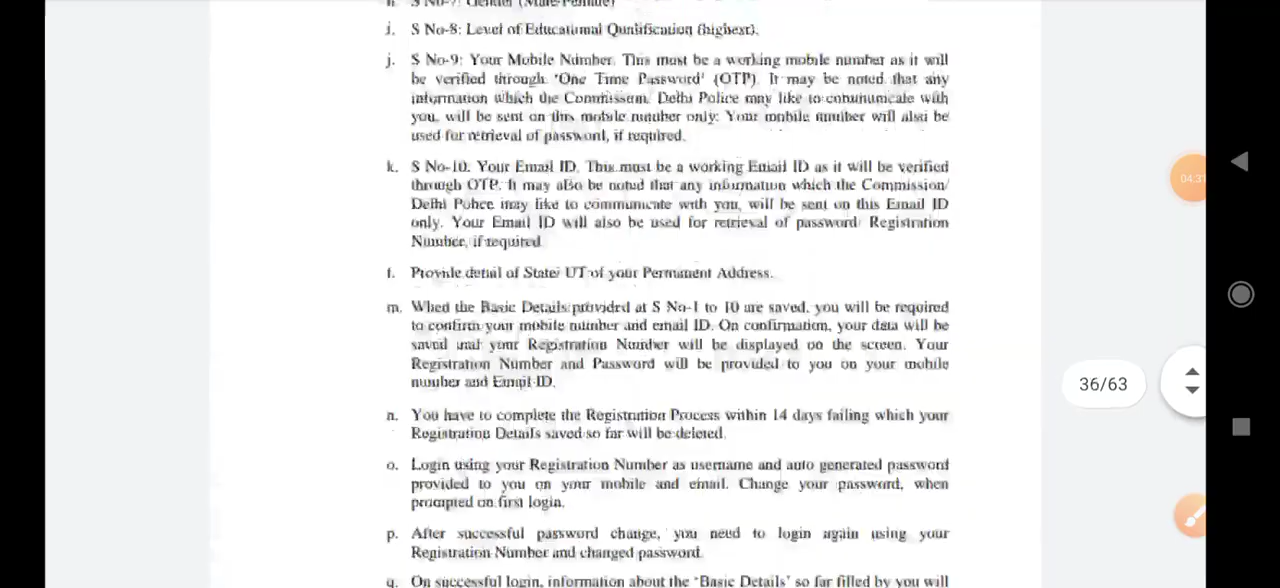 S No-7: Gender (Male-Female)
i. S No-8: Level of Educational Qualification (highest).
j. S No-9: Your Mobile Number. This must be a working mobile number as it will
be verified through 'One Time Password' (OTP). It may be noted that any
information which the Commission/ Delhi Police may like to communicate with
you, will be sent on this mobile number only. Your mobile number will also be
used for retrieval of password, if required.
k. S No-10. Your Email ID. This must be a working Email ID as it will be verified
through OTP. It may also be noted that any information which the Commission/
Delhi Police may like to communicate with you, will be sent on this Email ID
only. Your Email ID will also be used for retrieval of password/ Registration
Number, if required
l. Provide detail of State/ UT of your Permanent Address.
m. When the Basic Details provided at S No-1 to 10 are saved, you will be required
to confirm your mobile number and email ID. On confirmation, your data will be
saved and your Registration Number will be displayed on the screen. Your
Registration Number and Password will be provided to you on your mobile
number and Email ID.
n. You have to complete the Registration Process within 14 days failing which your
Registration Details saved so far will be deleted.
o. Login using your Registration Number as username and auto generated password
provided to you on your mobile and email. Change your password, when
prompted on first login.
p. After successful password change, you need to login again using your
Registration Number and changed password.
q. On successful login, information about the 'Basic Details' so far filled by you will
04:31
36/63